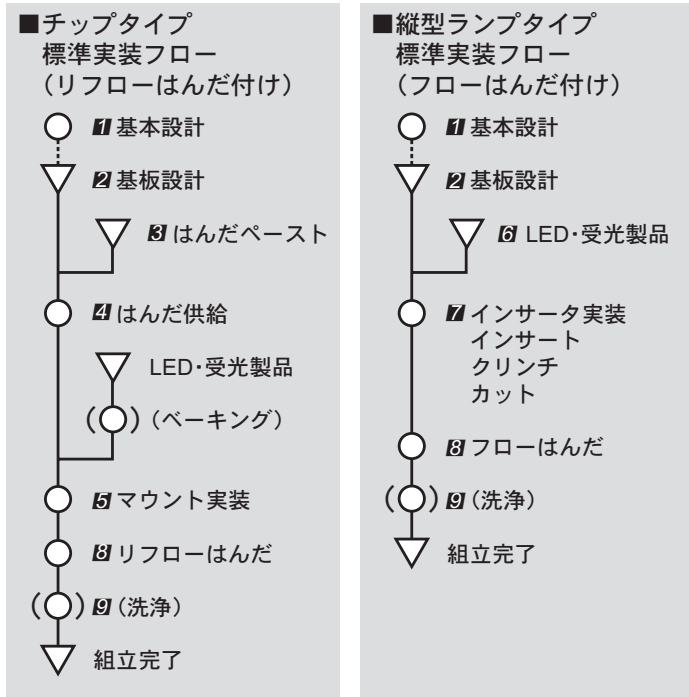 ■チップタイプ
標準実装フロー
（リフローはんだ付け）
1 基本設計
2 基板設計
3 はんだペースト
4 はんだ供給
LED･受光製品
（ベーキング）
5 マウント実装
8 リフローはんだ
9（洗浄）
組立完了
■縦型ランプタイプ
標準実装フロー
（フローはんだ付け）
1 基本設計
2 基板設計
6 LED･受光製品
7 インサータ実装
インサート
クリンチ
カット
8 フローはんだ
9（洗浄）
組立完了